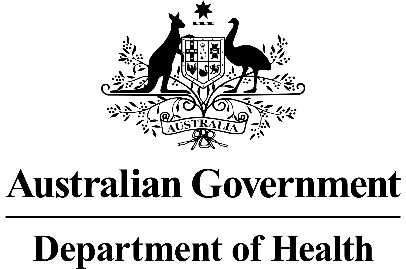 AUSTRALIA
Australian Government
Department of Health